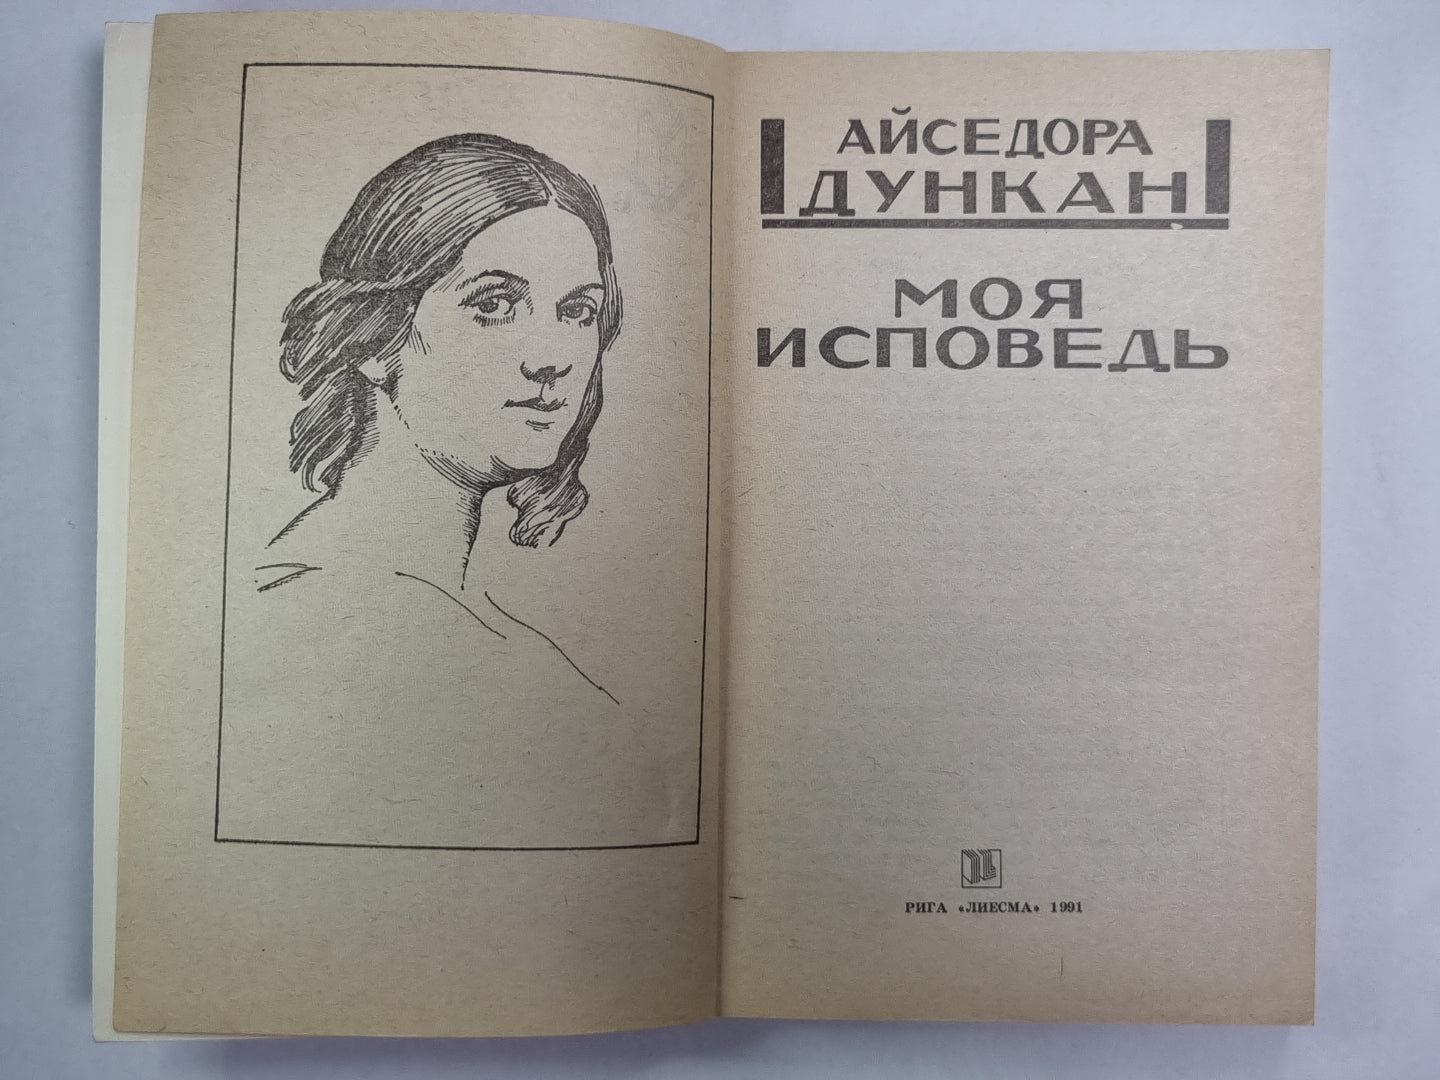 АЙСЕДОРА
ДУНКАН
МОЯ
ИСПОВЕДЬ
РИГА «ЛИЕСМА» 1991